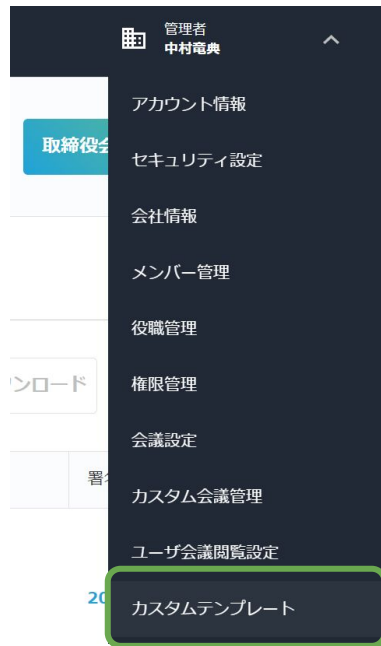 管理者
中村竜典
アカウント情報
取締役会
セキュリティ設定
会社情報
メンバー管理
役職管理
ンロード
権限管理
会議設定
署名
カスタム会議管理
ユーザ会議閲覧設定
20
カスタムテンプレート